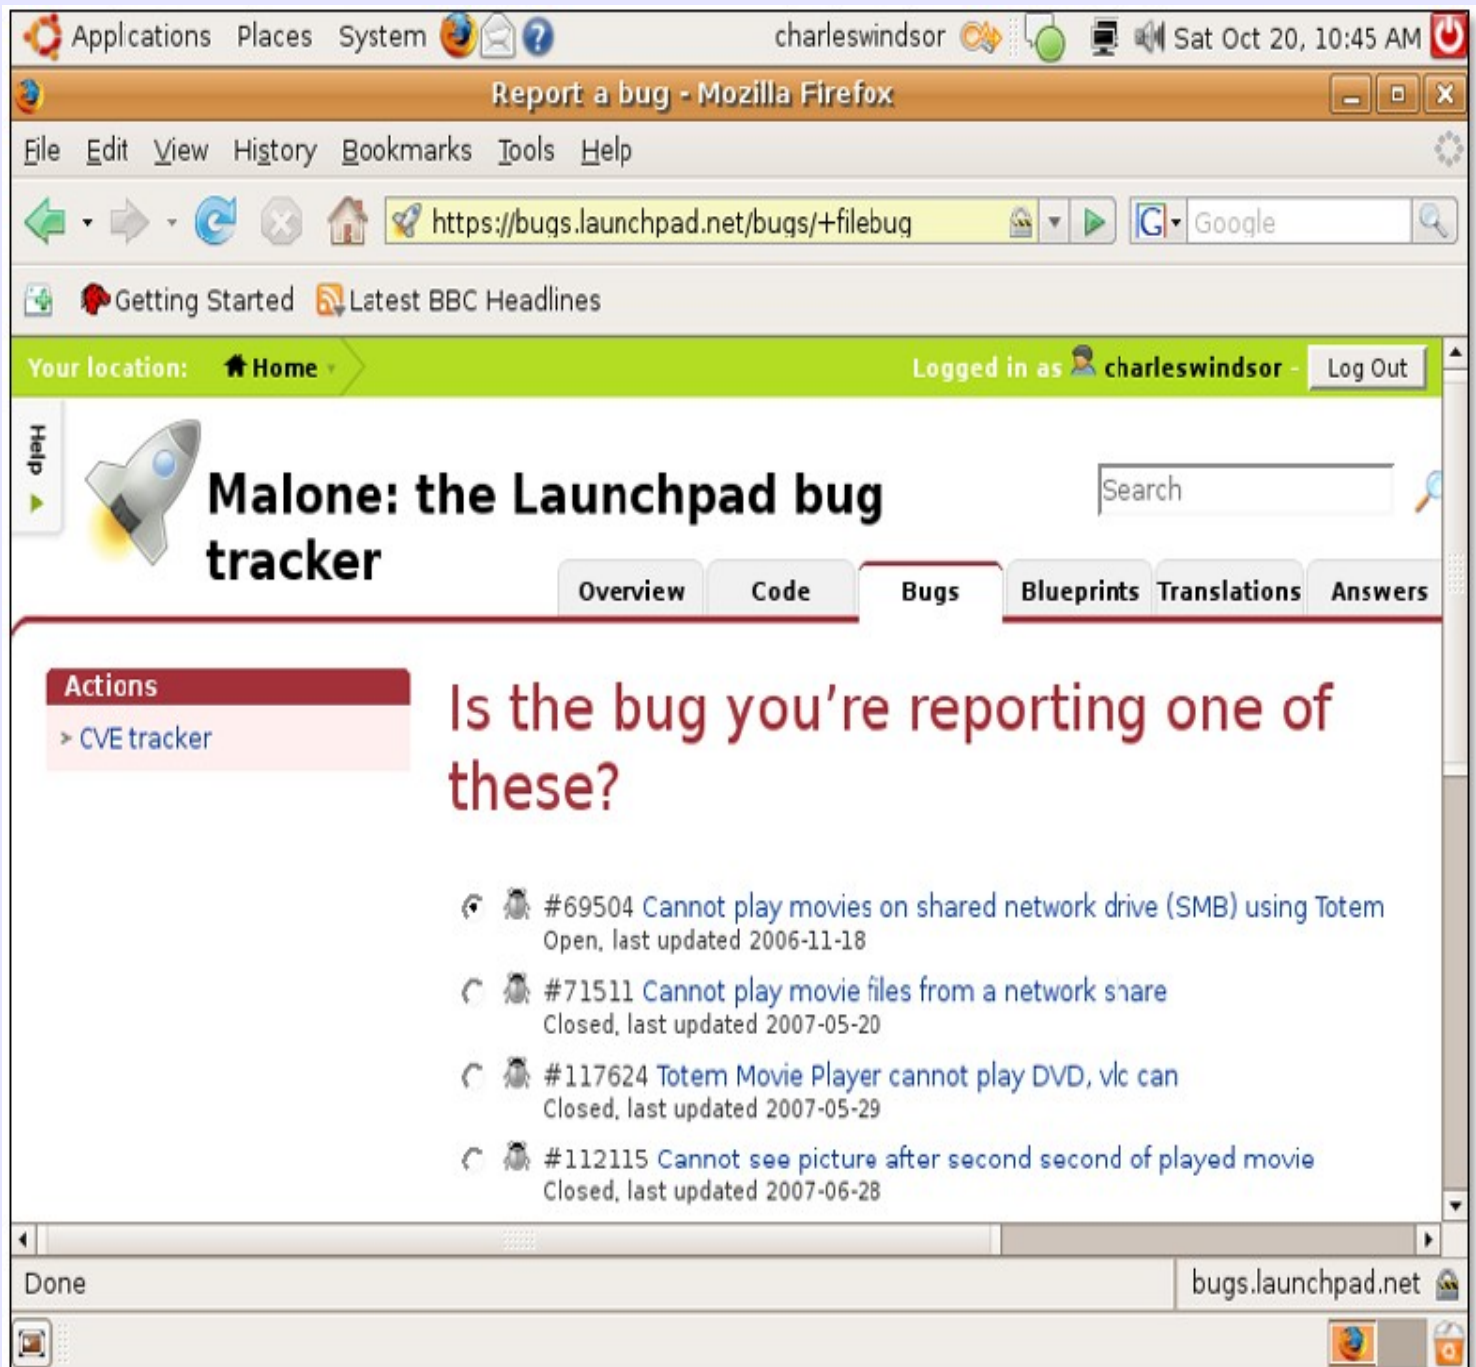 Applications Places System charleswindsor Sat Oct 20, 10:45 AM
Report a bug - Mozilla Firefox
File Edit View History Bookmarks Tools Help
https://bugs.launchpad.net/bugs/+filebug G Google
Getting Started Latest BBC Headlines
Your location: Home Logged in as charleswindsor - Log Out
Help
Malone: the Launchpad bug
tracker
Search
Overview Code Bugs Blueprints Translations Answers
Actions
CVE tracker
Is the bug you're reporting one of
these?
#69504 Cannot play movies on shared network drive (SMB) using Totem
Open, last updated 2006-11-18
#71511 Cannot play movie files from a network share
Closed, last updated 2007-05-20
#117624 Totem Movie Player cannot play DVD, vlc can
Closed, last updated 2007-05-29
#112115 Cannot see picture after second second of played movie
Closed, last updated 2007-06-28
Done bugs.launchpad.net